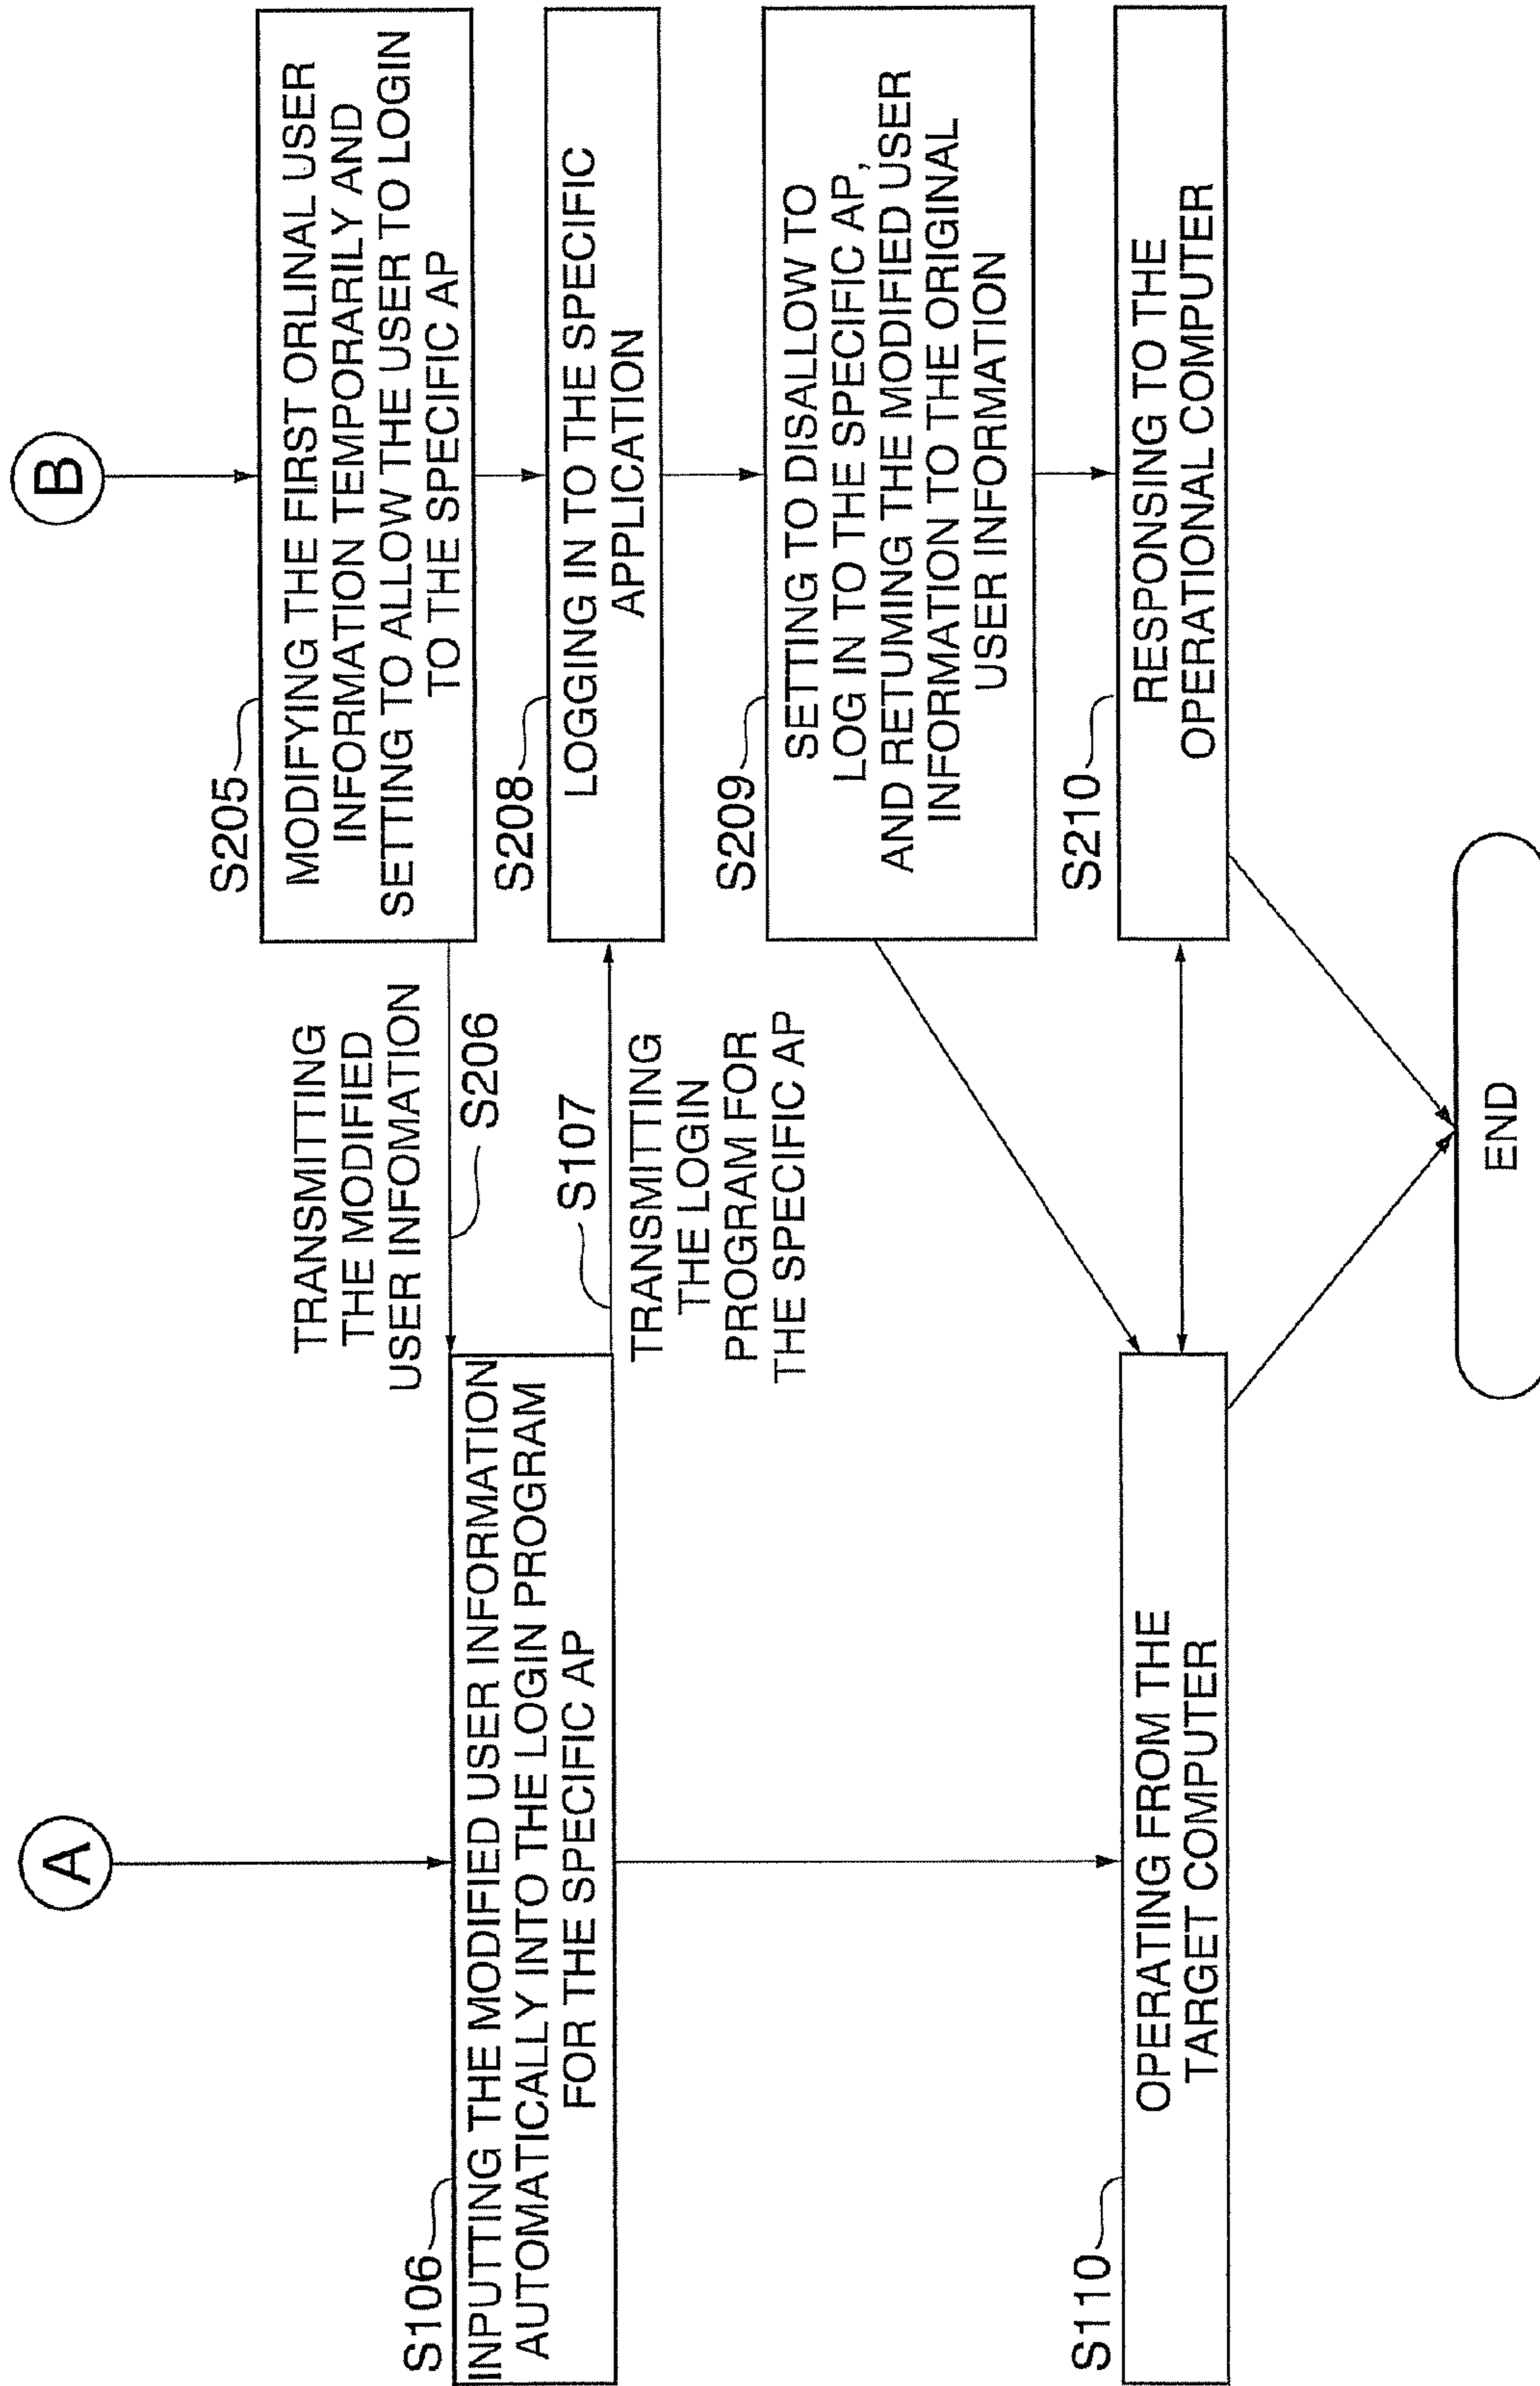 A
B
S106
INPUTTING THE MODIFIED USER INFORMATION
AUTOMATICALLY INTO THE LOGIN PROGRAM
FOR THE SPECIFIC AP
TRANSMITTING
THE MODIFIED
USER INFOMATION
S206
S205
MODIFYING THE FIRST ORLINAL USER
INFORMATION TEMPORARILY AND
SETTING TO ALLOW THE USER TO LOGIN
TO THE SPECIFIC AP
S107
TRANSMITTING
THE LOGIN
PROGRAM FOR
THE SPECIFIC AP
S208
LOGGING IN TO THE SPECIFIC
APPLICATION
S209
SETTING TO DISALLOW TO
LOG IN TO THE SPECIFIC AP,
AND RETUMING THE MODIFIED USER
INFORMATION TO THE ORIGINAL
USER INFORMATION
S110
OPERATING FROM THE
TARGET COMPUTER
S210
RESPONSING TO THE
OPERATIONAL COMPUTER
END